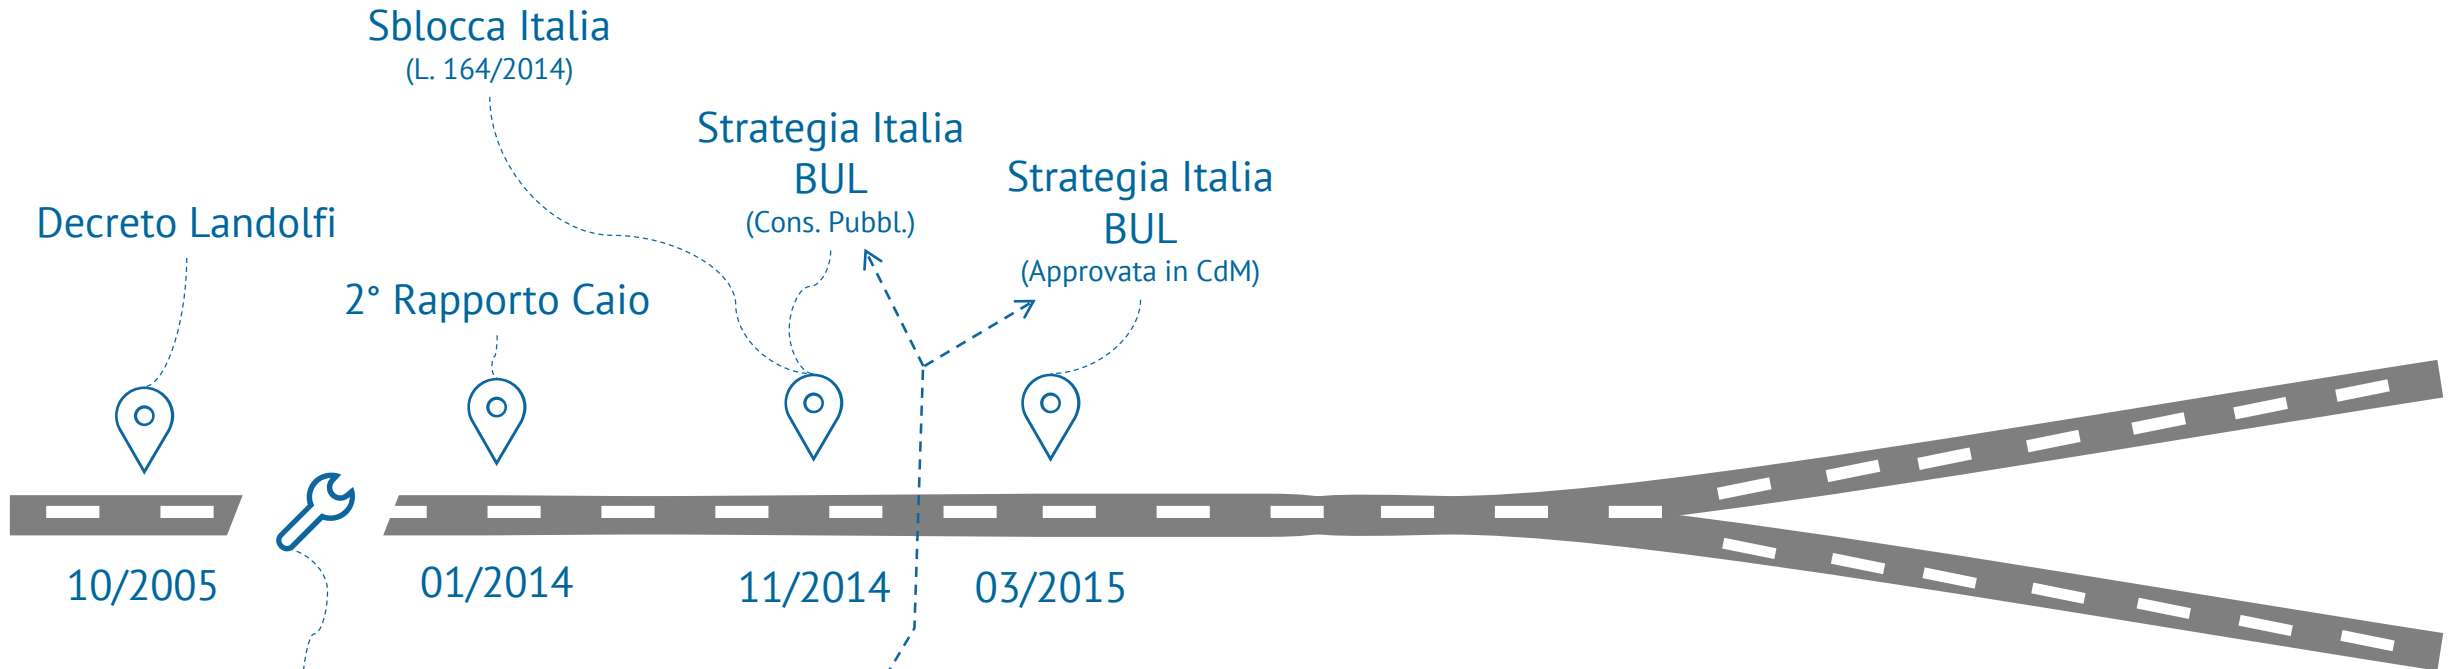 Sblocca Italia
(L. 164/2014)
Strategia Italia
BUL
(Cons. Pubbl.)
Strategia Italia
BUL
(Approvata in CdM)
Decreto Landolfi
2° Rapporto Caio
10/2005
01/2014
11/2014
03/2015